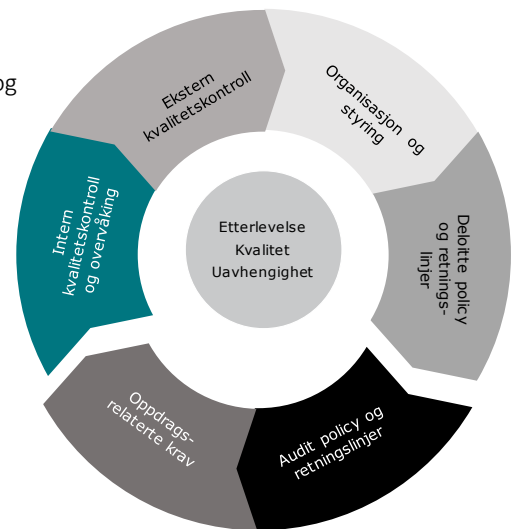 og
Ekstern
kvalitetskontroll
Organisasjon og
styring
Deloitte policy
og retnings-
linjer
Audit policy og
retningslinjer
Oppdrags-
relaterte krav
Intern
kvalitetskontroll
og overvåking
Etterlevelse
Kvalitet
Uavhengighet